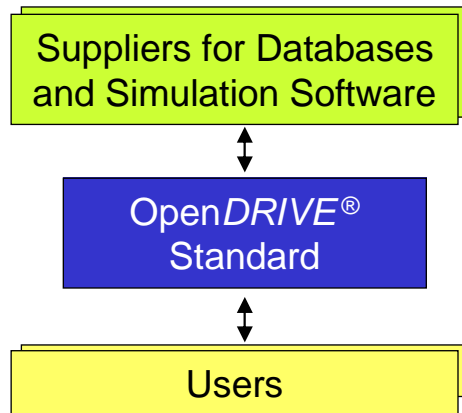 Suppliers for Databases
and Simulation Software
OpenDRIVE®
Standard
Users